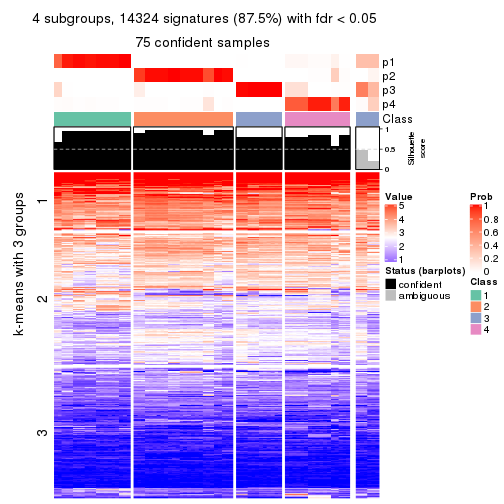 4 subgroups, 14324 signatures (87.5%) with fdr < 0.05
75 confident samples
p1
p2
p3
p4
Class
1
0.5
0
Silhouette
score
k-means with 3 groups
1
2
3
Value
5
4
3
2
1
Status (barplots)
confident
ambiguous
Prob
1
0.8
0.6
0.4
0.2
0
Class
1
2
3
4